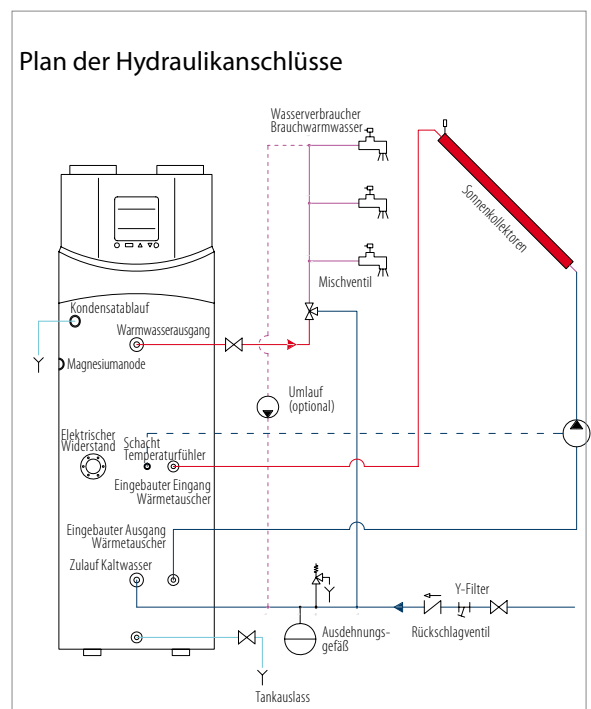 Plan der Hydraulikanschlüsse
Wasserverbraucher
Brauchwarmwasser
Sonnenkollektoren
Mischventil
Kondensatablauf
Warmwasserausgang
Magnesiumanode
Umlauf
(optional)
Elektrischer
Widerstand
Schacht
Temperaturfühler
Eingebauter Eingang
Wärmetauscher
Eingebauter Ausgang
Wärmetauscher
Zulauf Kaltwasser
Y-Filter
Ausdehnungs-
gefäß
Rückschlagventil
Tankauslass